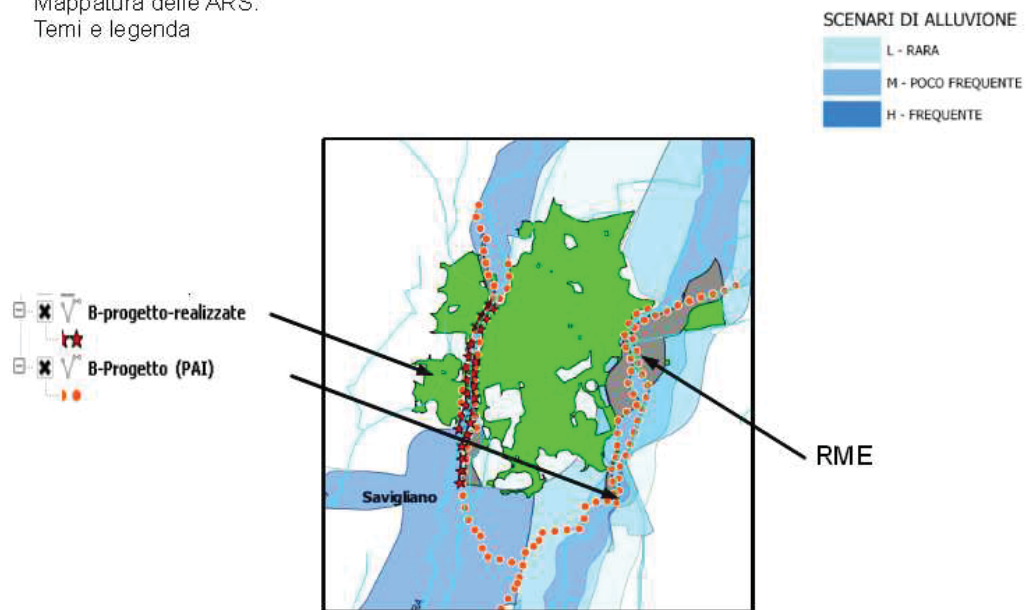 Mappatura delle ARS.
Temi e legenda
SCENARI DI ALLUVIONE
L - RARA
M - POCO FREQUENTE
H - FREQUENTE
B-progetto-realizzate
B-Progetto (PAI)
RME
Savigliano